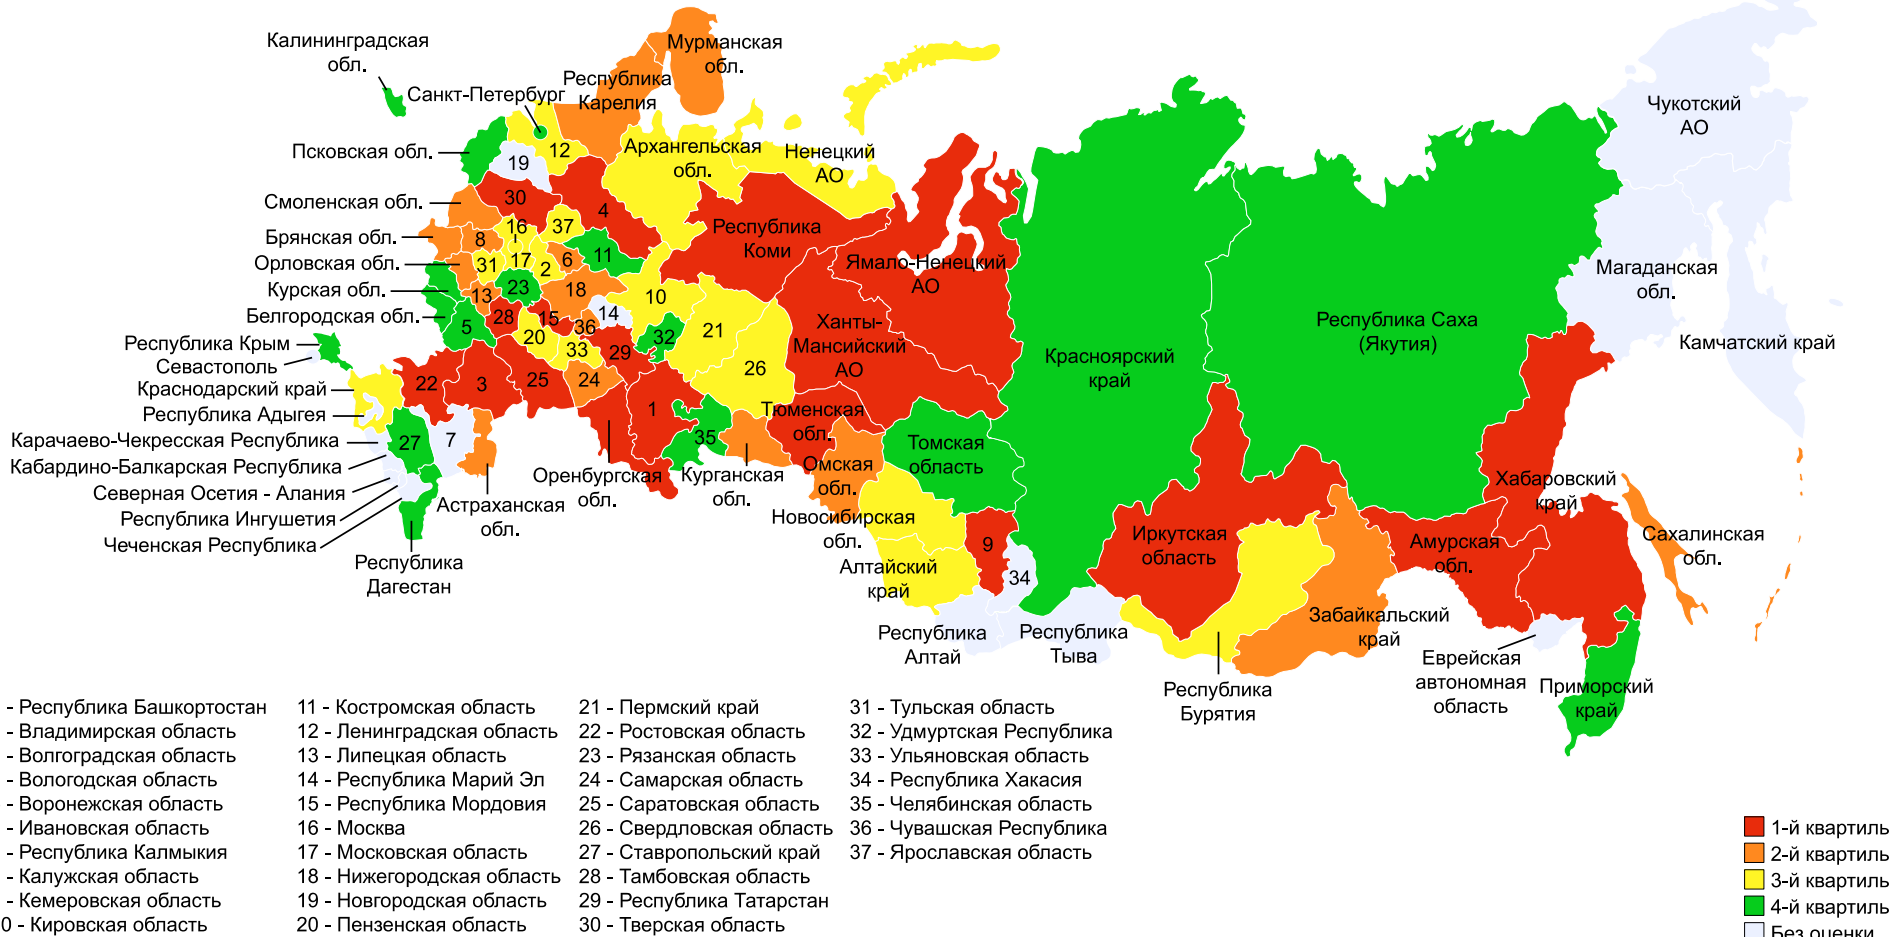 Калининградская
обл.
Мурманская
обл.
Республика
Карелия
Санкт-Петербург
Псковская обл.
19
12
Архангельская
обл.
Ненецкий
АО
Чукотский
АО
Смоленская обл.
30
4
Брянская обл.
8
16
37
Республика
Коми
Орловская обл.
31
17
2
6
11
Ямало-Ненецкий
АО
Магаданская
обл.
Курская обл.
13
23
18
10
Белгородская обл.
5
28
15
36
14
Ханты-
Мансийский
АО
Республика Саха
(Якутия)
Республика Крым
20
33
29
32
21
Красноярский
край
Камчатский край
Севастополь
Краснодарский край
22
3
25
24
26
Республика Адыгея
1
Тюменская
обл.
Карачаево-Чекресская Республика
27
7
35
Томская
область
Кабардино-Балкарская Республика
Северная Осетия - Алания
Республика Ингушетия
Чеченская Республика
Астраханская
обл.
Оренбургская
обл.
Курганская
обл.
Омская
обл.
Хабаровский
край
Новосибирская
обл.
Республика
Дагестан
Алтайский
край
9
34
Иркутская
область
Амурская
обл.
Сахалинская
обл.
Забайкальский
край
Республика
Алтай
Республика
Тыва
Республика
Бурятия
Еврейская
автономная
область
Приморский
край
- Республика Башкортостан
- Владимирская область
- Волгоградская область
- Вологодская область
- Воронежская область
- Ивановская область
- Республика Калмыкия
- Калужская область
- Кемеровская область
0 - Кировская область
11 - Костромская область
12 - Ленинградская область
13 - Липецкая область
14 - Республика Марий Эл
15 - Республика Мордовия
16 - Москва
17 - Московская область
18 - Нижегородская область
19 - Новгородская область
20 - Пензенская область
21 - Пермский край
22 - Ростовская область
23 - Рязанская область
24 - Самарская область
25 - Саратовская область
26 - Свердловская область
27 - Ставропольский край
28 - Тамбовская область
29 - Республика Татарстан
30 - Тверская область
31 - Тульская область
32 - Удмуртская Республика
33 - Ульяновская область
34 - Республика Хакасия
35 - Челябинская область
36 - Чувашская Республика
37 - Ярославская область
1-й квартиль
2-й квартиль
3-й квартиль
4-й квартиль
Без оценки